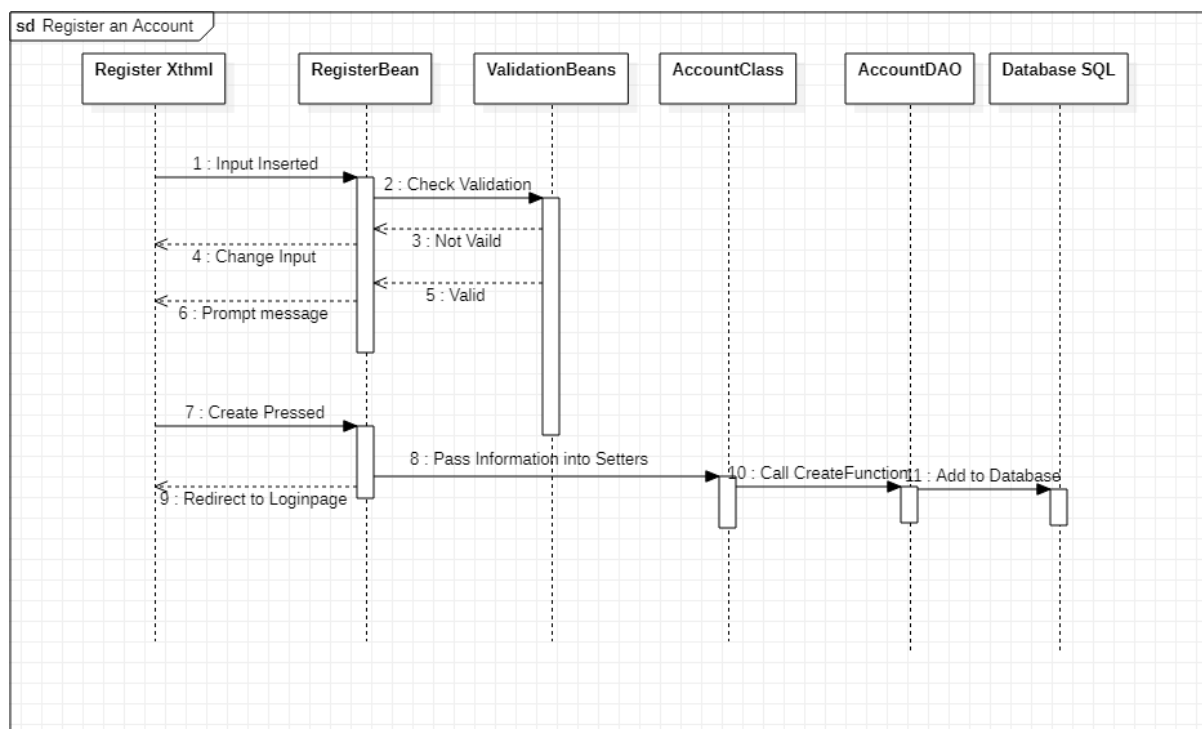 sd Register an Account
Register Xthml
RegisterBean
ValidationBeans
AccountClass
AccountDAO
Database SQL
1 : Input Inserted
2 : Check Validation
3 : Not Vaild
4 : Change Input
5 : Valid
6 : Prompt message
7 : Create Pressed
8 : Pass Information into Setters
9 : Redirect to Loginpage
10 : Call CreateFunction
11 : Add to Database